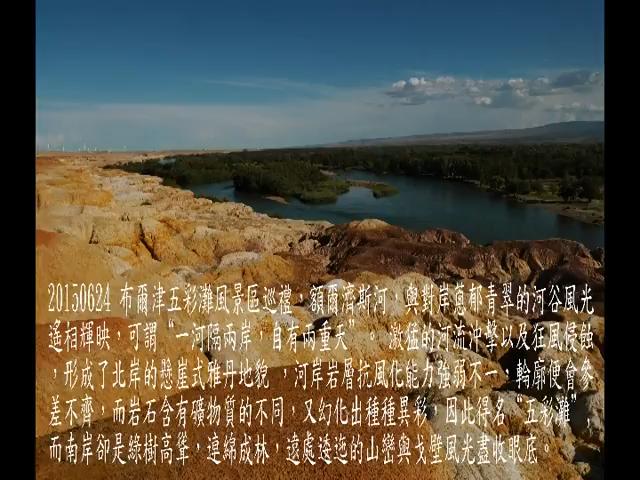 20150624 布爾津五彩灘風景區巡禮，額爾濟斯河，與對岸蔥郁青翠的河谷風光
遙相輝映，可謂“一河隔兩岸，自有兩重天”。 激猛的河流沖擊以及狂風侵蝕
，形成了北岸的懸崖式雅丹地貌 ，河岸岩層抗風化能力強弱不一，輪廓便會參
差不齊，而岩石含有礦物質的不同，又幻化出種種異彩，因此得名“五彩灘”，
而南岸卻是綠樹高聳，連綿成林，遠處逶迤的山巒與戈壁風光盡收眼底。